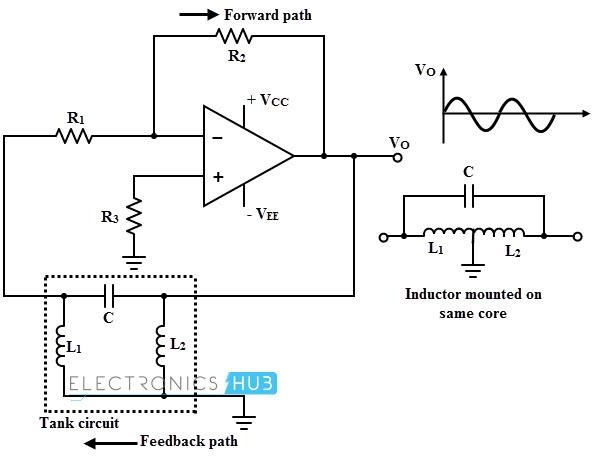 Forward path
R2
+ VCC
VO
R1
VO
−
+
C
R3
- VEE
L1
L2
Inductor mounted on
same core
C
L1
L2
ELECTRONICS HUB
Tank circuit
Feedback path